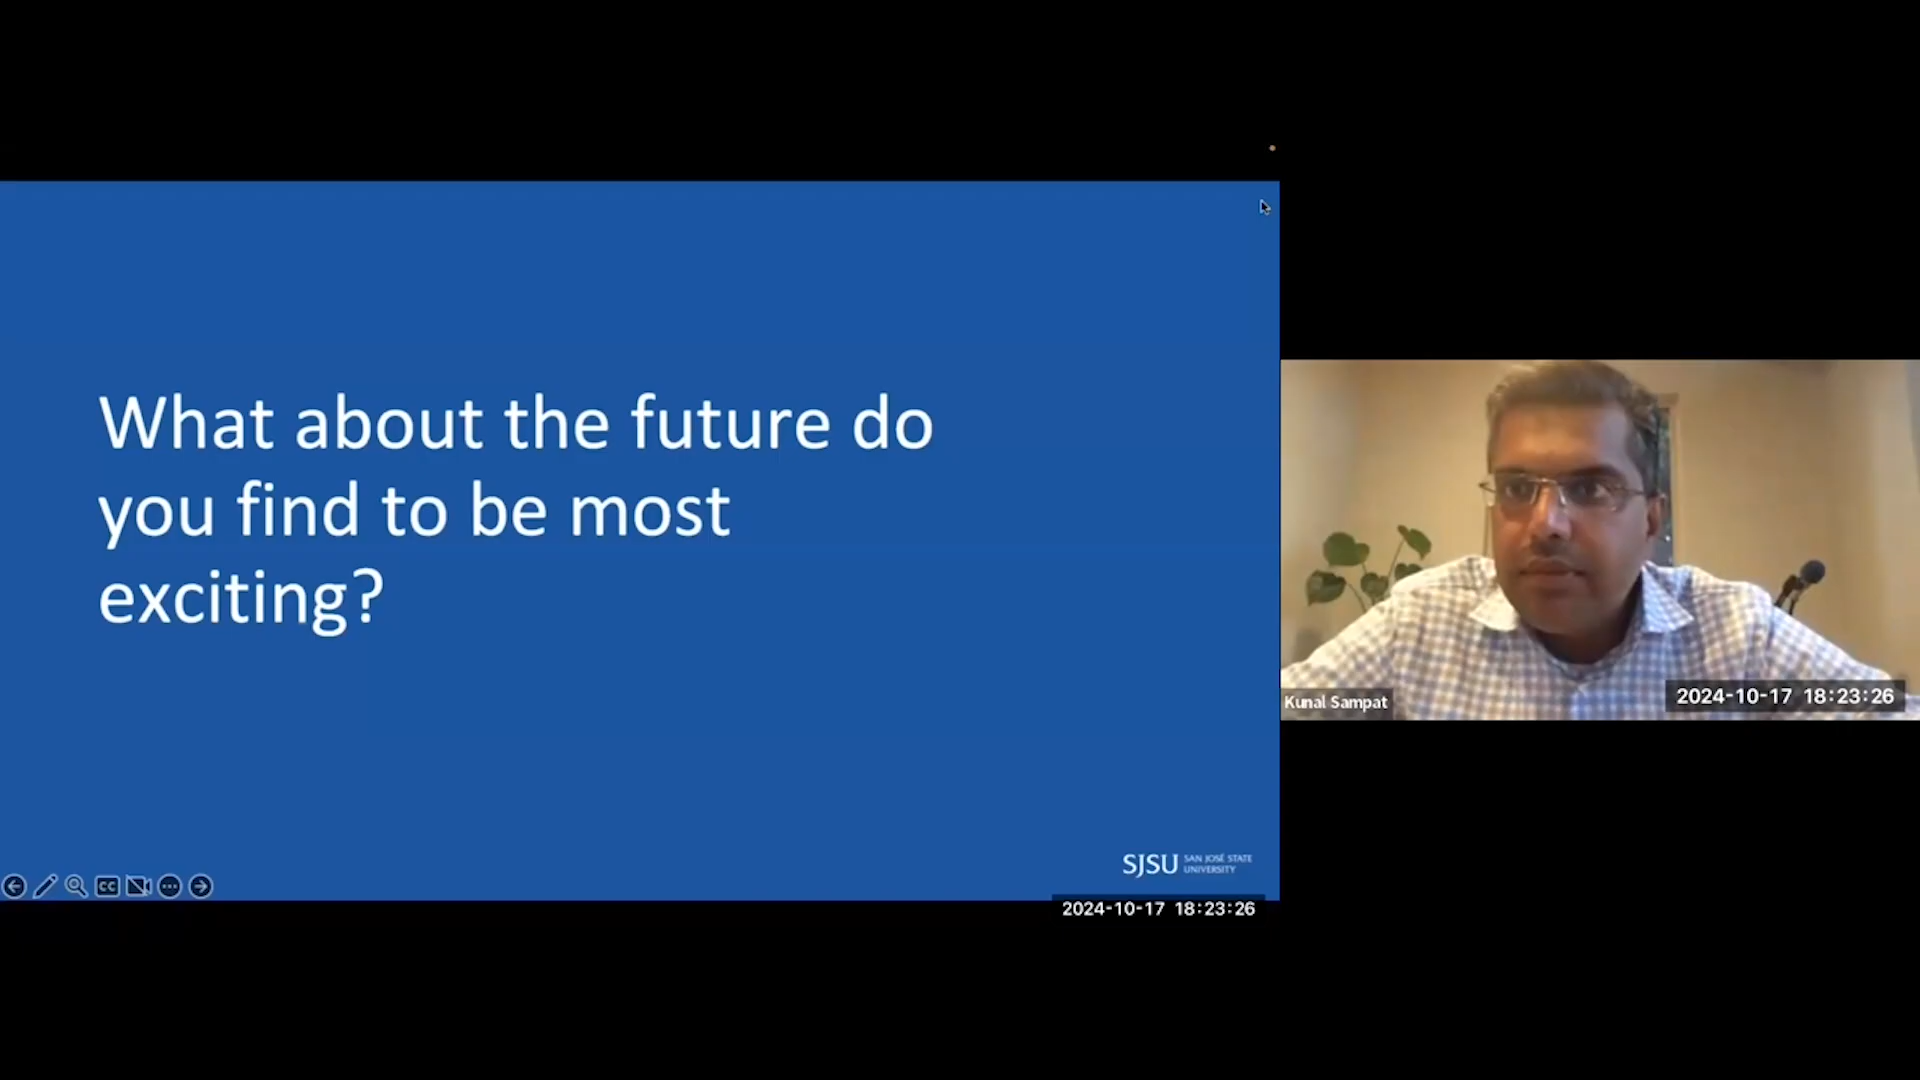 What about the future do
you find to be most
exciting?
SJSU SAN JOSÉ STATE
UNIVERSITY
CC
2024-10-17 18:23:26
Kunal Sampat
2024-10-17 18:23:26